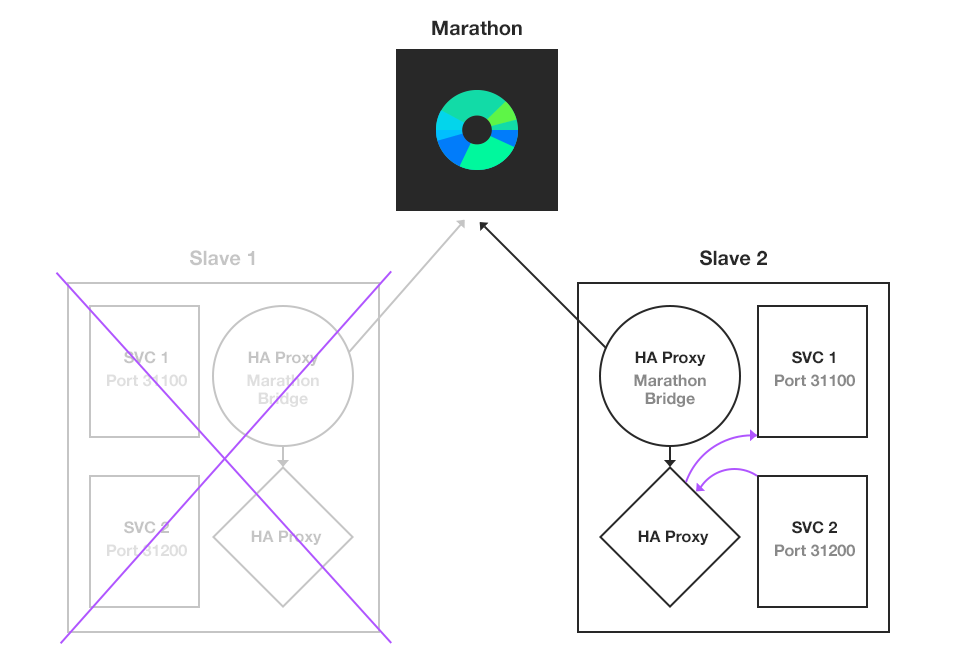 Marathon
Slave 1
SVC 1
Port 31100
HA Proxy
Marathon
Bridge
SVC 2
Port 31200
HA Proxy
Slave 2
HA Proxy
Marathon
Bridge
SVC 1
Port 31100
HA Proxy
SVC 2
Port 31200